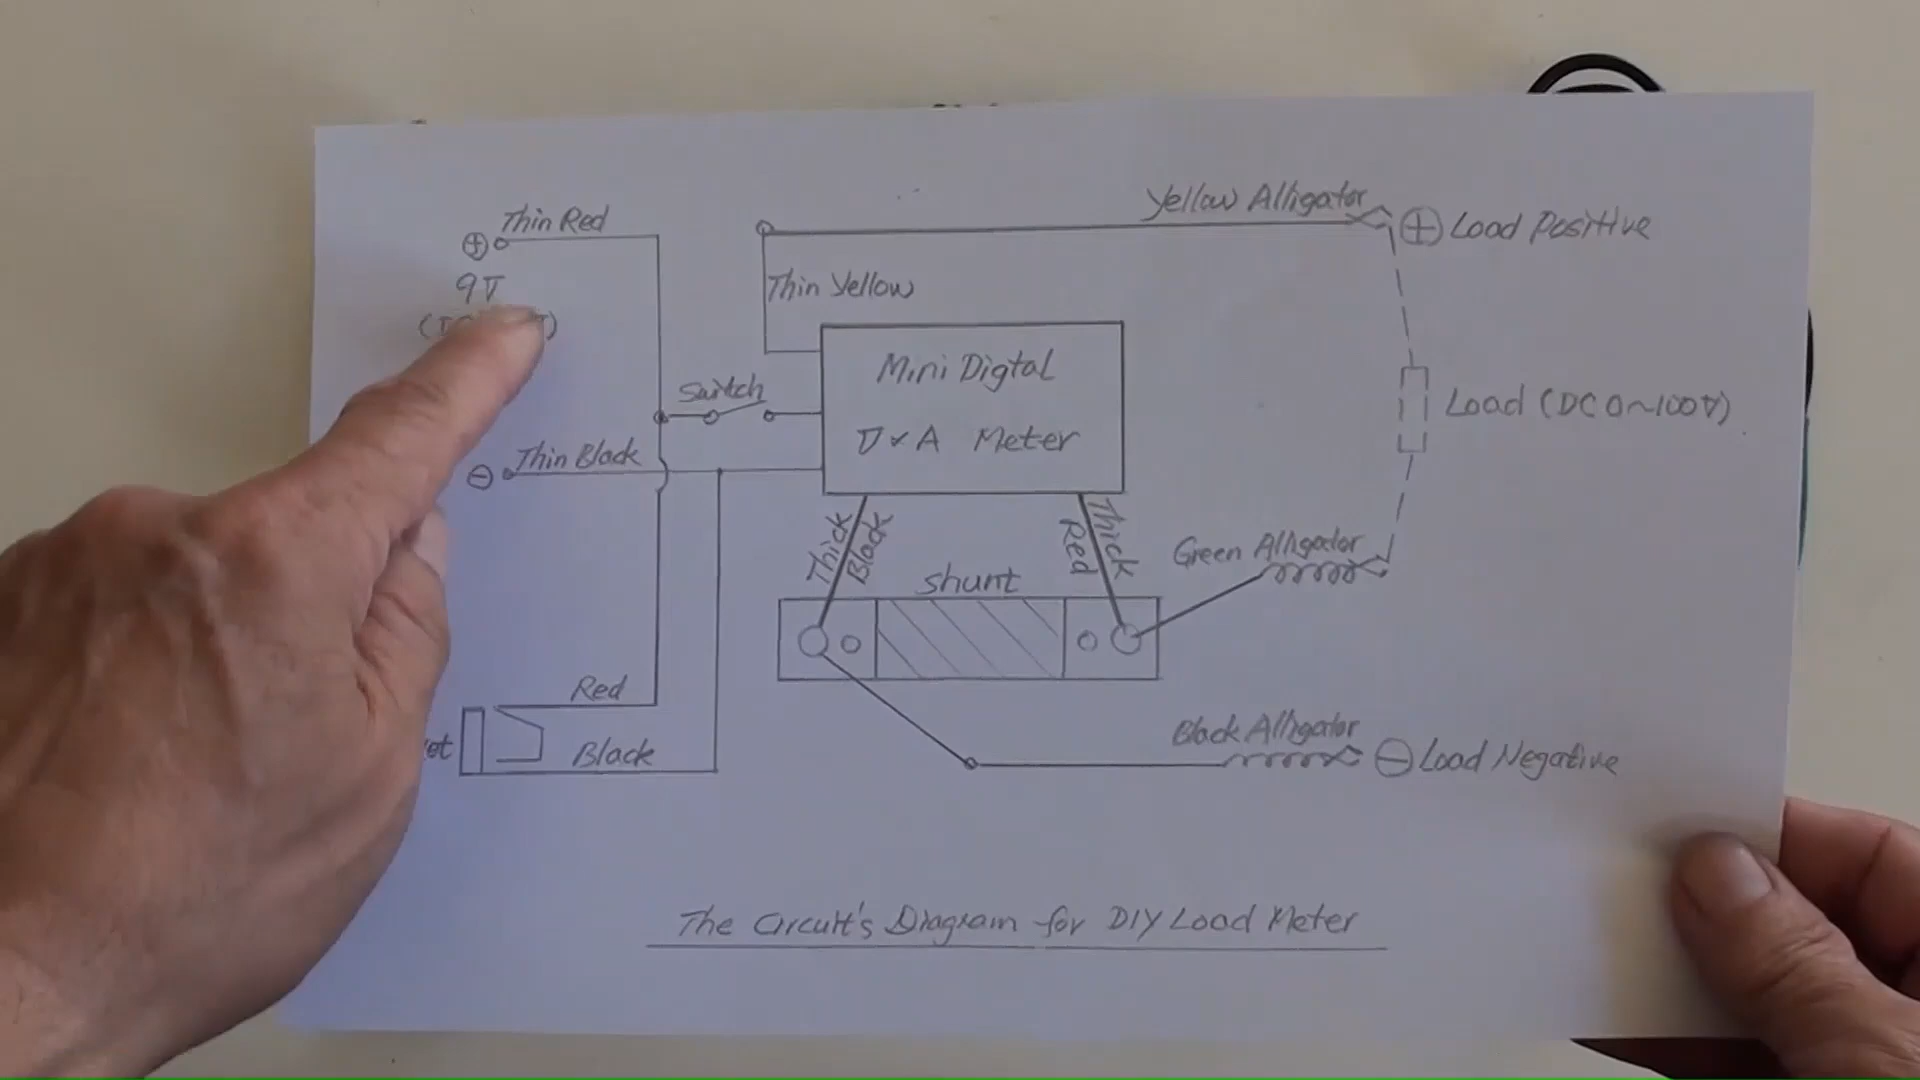 Thin Red
9V
Yellow Alligator
Load Positive
Thin Yellow
Mini Digtal
V&A Meter
Switch
Load (DC 0~100V)
Thin Black
Thick Black
Thick Red
Green Alligator
shunt
Red
Black
Black Alligator
Load Negative
The Circuit's Diagram for DIY Load Meter